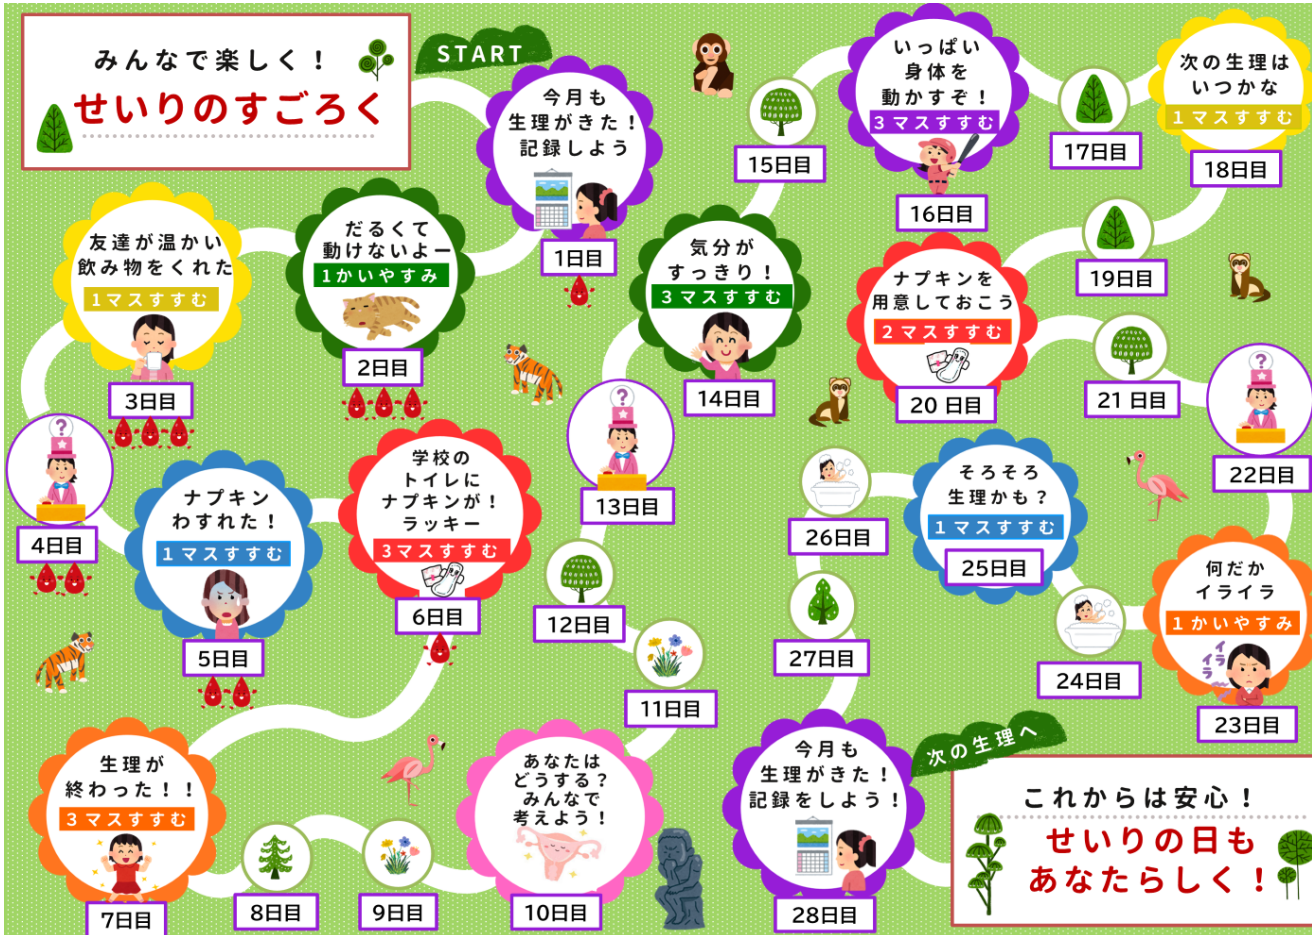 みんなで楽しく！
せいりのすごろく
START
今月も
生理がきた！
記録しよう
1日目
だるくて
動けないよー
1かいやすみ
2日目
友達が温かい
飲み物をくれた
1マスすすむ
3日目
?
4日目
ナプキン
わすれた！
1マスすすむ
5日目
学校の
トイレに
ナプキンが！
ラッキー
3マスすすむ
6日目
生理が
終わった！！
3マスすすむ
7日目
8日目
9日目
あなたは
どうする？
みんなで
考えよう！
10日目
11日目
12日目
?
13日目
気分が
すっきり！
3マスすすむ
14日目
15日目
いっぱい
身体を
動かすぞ！
3マスすすむ
16日目
17日目
次の生理は
いつかな
1マスすすむ
18日目
19日目
ナプキンを
用意しておこう
2マスすすむ
20 日目
21 日目
?
22日目
何だか
イライラ
1かいやすみ
イライラ
23日目
24日目
そろそろ
生理かも？
1マスすすむ
25日目
26日目
27日目
今月も
生理がきた！
記録をしよう！
28日目
次の生理へ
これからは安心！
せいりの日も
あなたらしく！